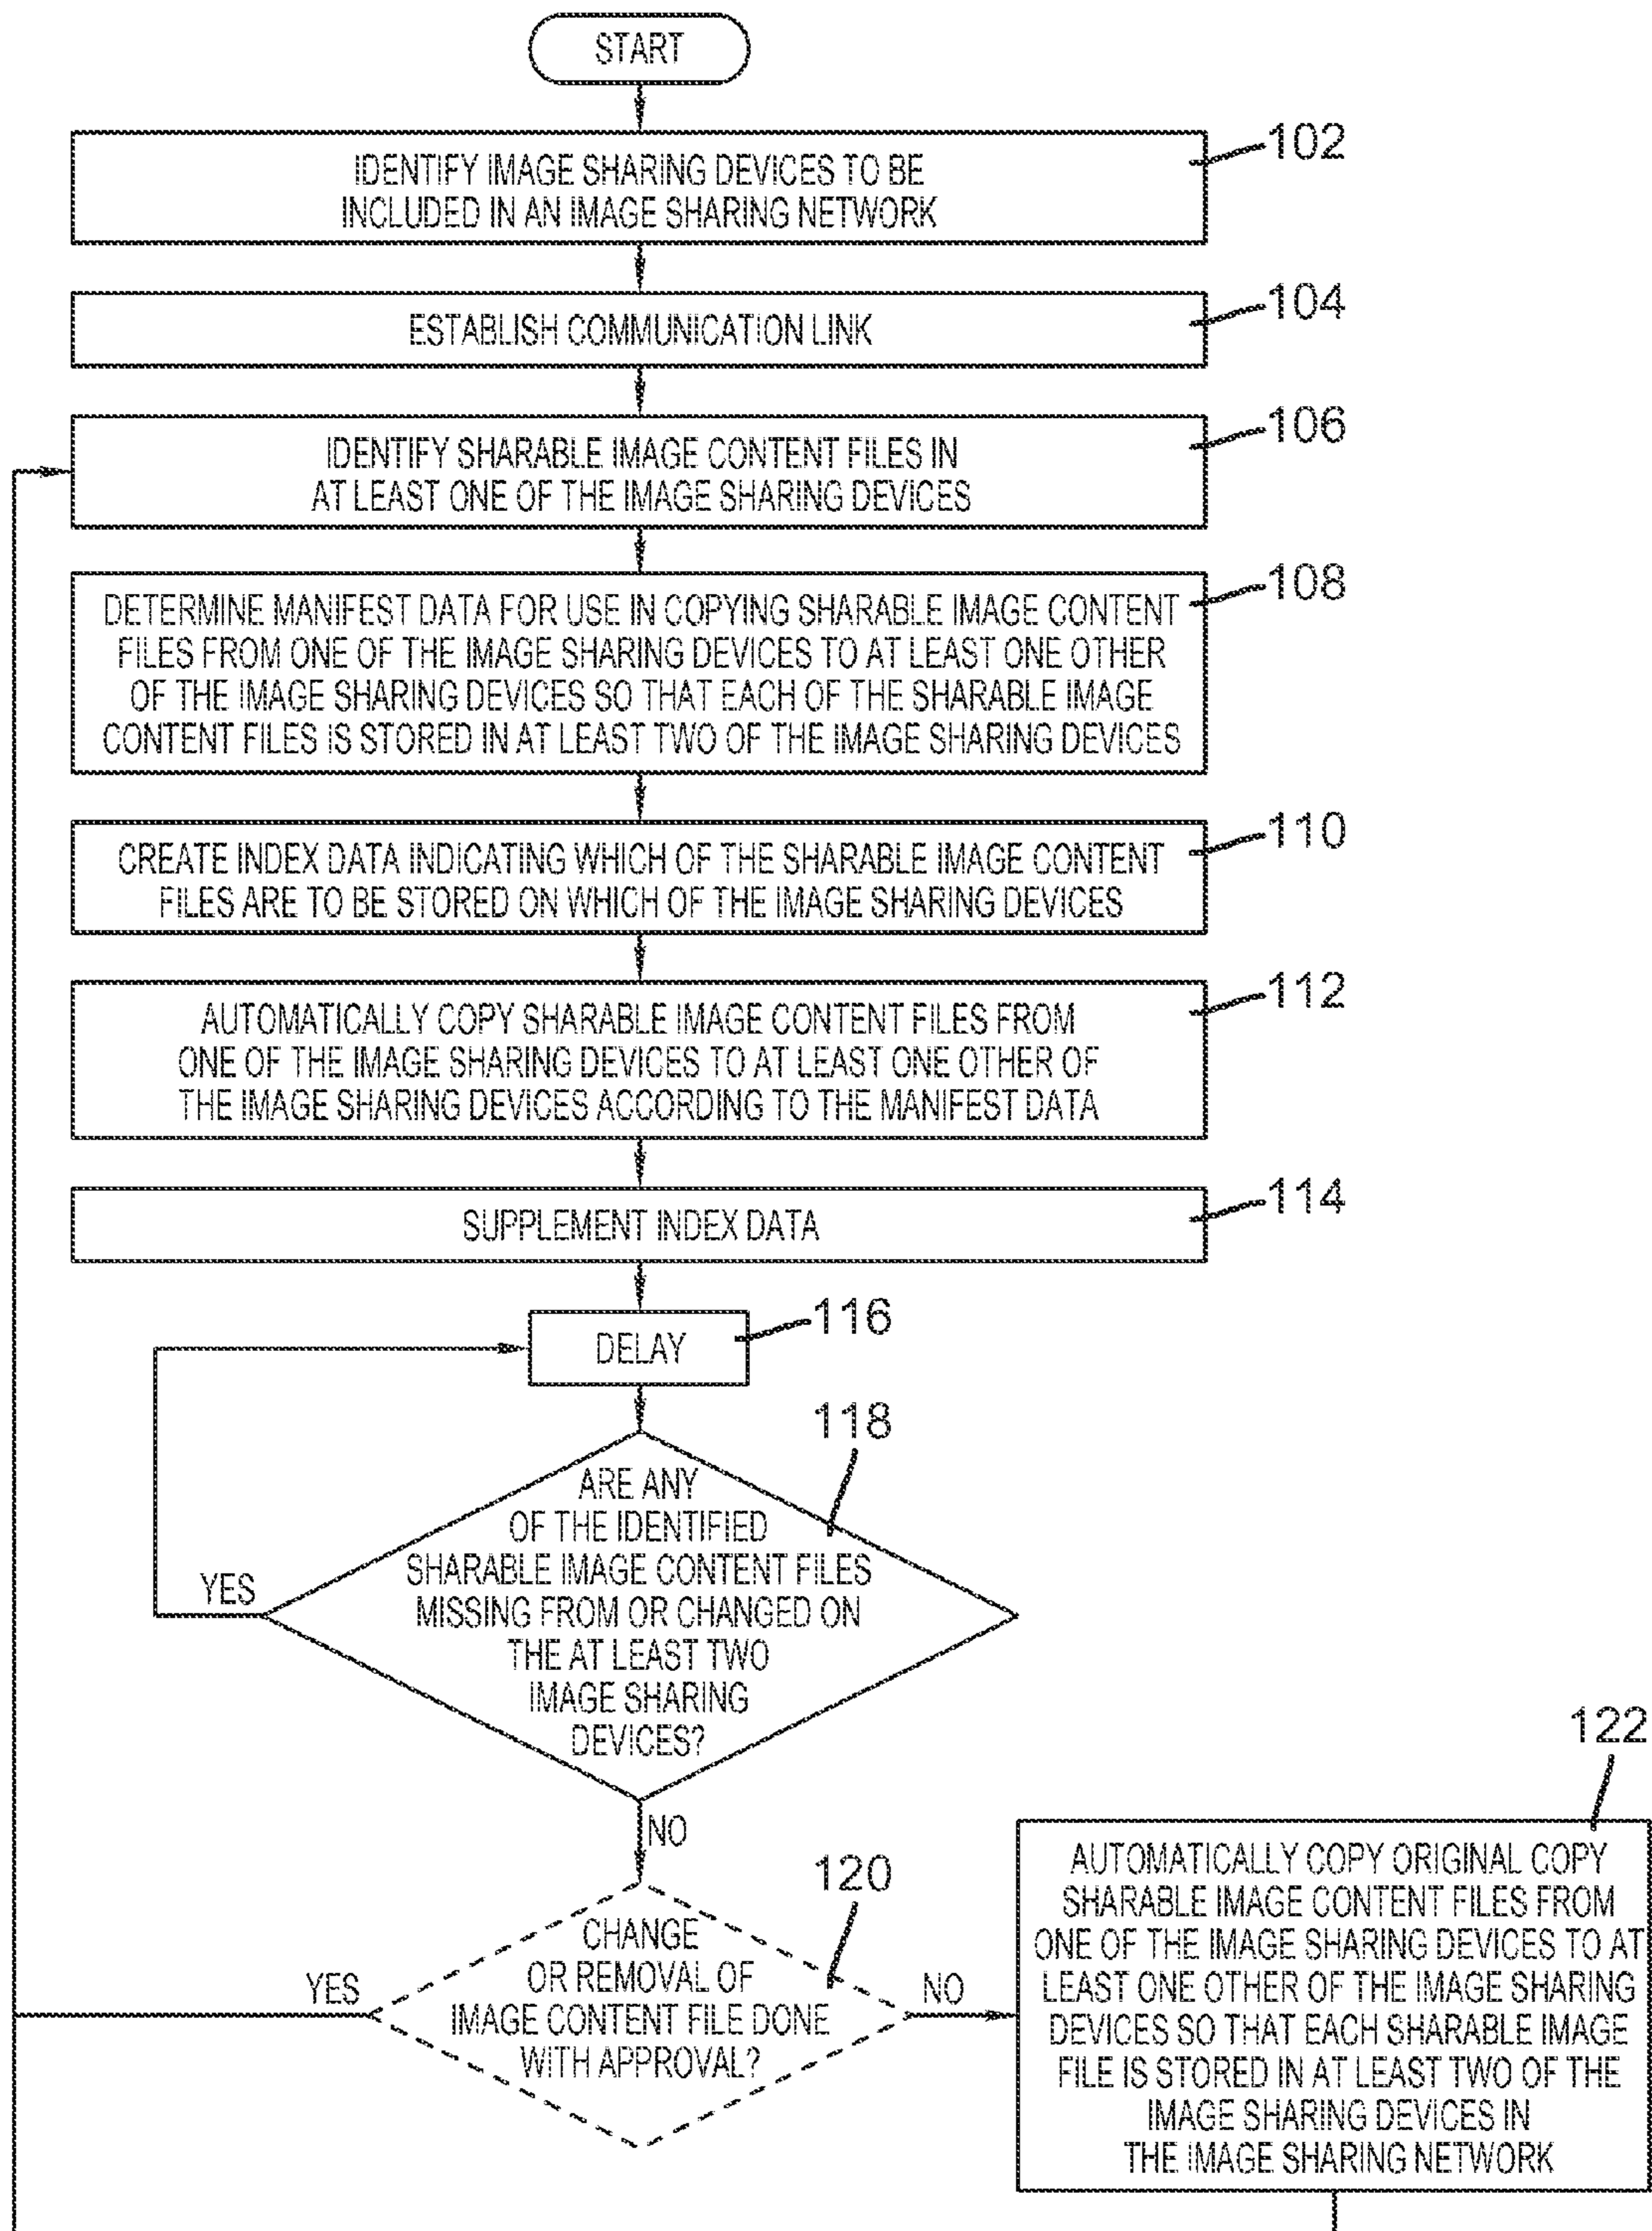 START
102
IDENTIFY IMAGE SHARING DEVICES TO BE
INCLUDED IN AN IMAGE SHARING NETWORK
104
ESTABLISH COMMUNICATION LINK
106
IDENTIFY SHARABLE IMAGE CONTENT FILES IN
AT LEAST ONE OF THE IMAGE SHARING DEVICES
108
DETERMINE MANIFEST DATA FOR USE IN COPYING SHARABLE IMAGE CONTENT
FILES FROM ONE OF THE IMAGE SHARING DEVICES TO AT LEAST ONE OTHER
OF THE IMAGE SHARING DEVICES SO THAT EACH OF THE SHARABLE IMAGE
CONTENT FILES IS STORED IN AT LEAST TWO OF THE IMAGE SHARING DEVICES
110
CREATE INDEX DATA INDICATING WHICH OF THE SHARABLE IMAGE CONTENT
FILES ARE TO BE STORED ON WHICH OF THE IMAGE SHARING DEVICES
112
AUTOMATICALLY COPY SHARABLE IMAGE CONTENT FILES FROM
ONE OF THE IMAGE SHARING DEVICES TO AT LEAST ONE OTHER OF
THE IMAGE SHARING DEVICES ACCORDING TO THE MANIFEST DATA
114
SUPPLEMENT INDEX DATA
116
DELAY
118
ARE ANY
OF THE IDENTIFIED
SHARABLE IMAGE CONTENT FILES
MISSING FROM OR CHANGED ON
THE AT LEAST TWO
IMAGE SHARING
DEVICES?
YES
NO
120
CHANGE
OR REMOVAL OF
IMAGE CONTENT FILE DONE
WITH APPROVAL?
YES
NO
122
AUTOMATICALLY COPY ORIGINAL COPY
SHARABLE IMAGE CONTENT FILES FROM
ONE OF THE IMAGE SHARING DEVICES TO AT
LEAST ONE OTHER OF THE IMAGE SHARING
DEVICES SO THAT EACH SHARABLE IMAGE
FILE IS STORED IN AT LEAST TWO OF THE
IMAGE SHARING DEVICES IN
THE IMAGE SHARING NETWORK